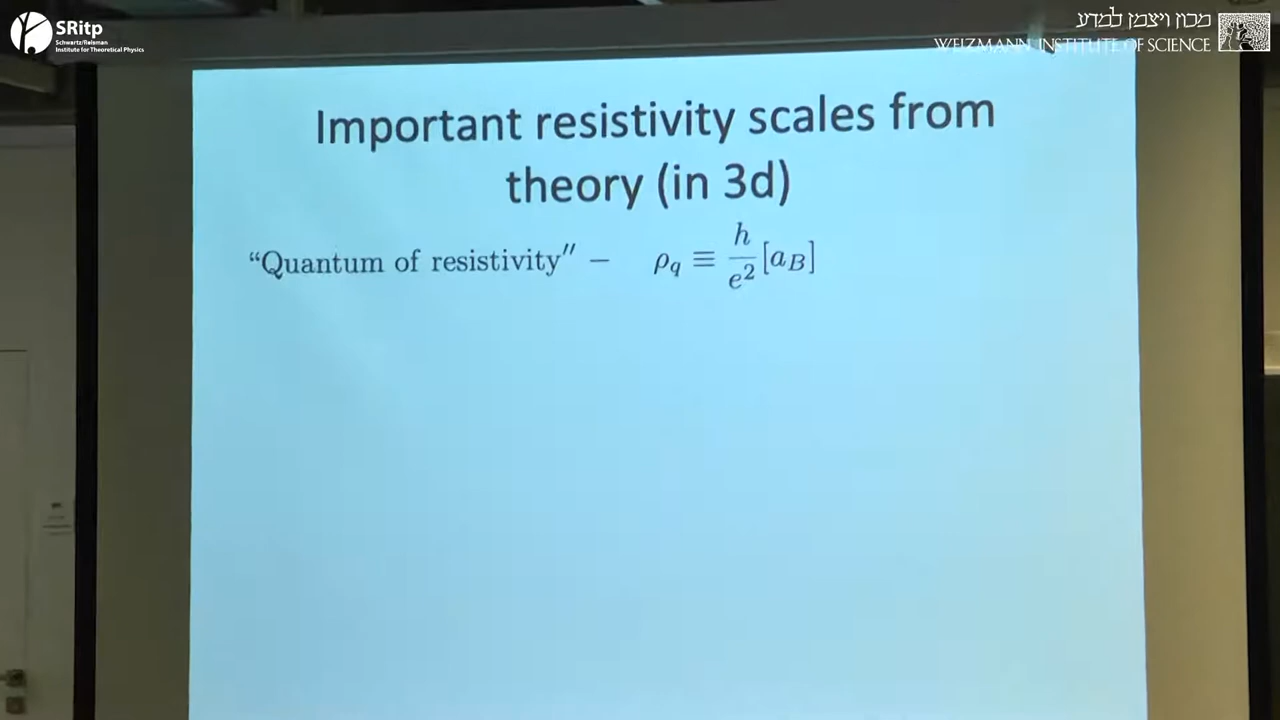 SRitp
Schwartz/Reisman
Institute for Theoretical Physics
מכון ויצמן למדע
WEIZMANN INSTITUTE OF SCIENCE
Important resistivity scales from
theory (in 3d)
“Quantum of resistivity” – ρ_q ≡ h/e² [a_B]